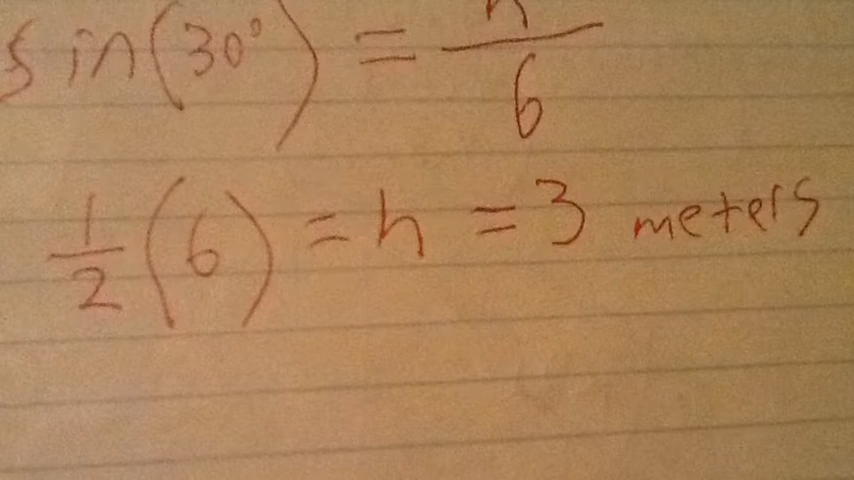 sin(30°) = h/6
1/2 (6) = h = 3 meters